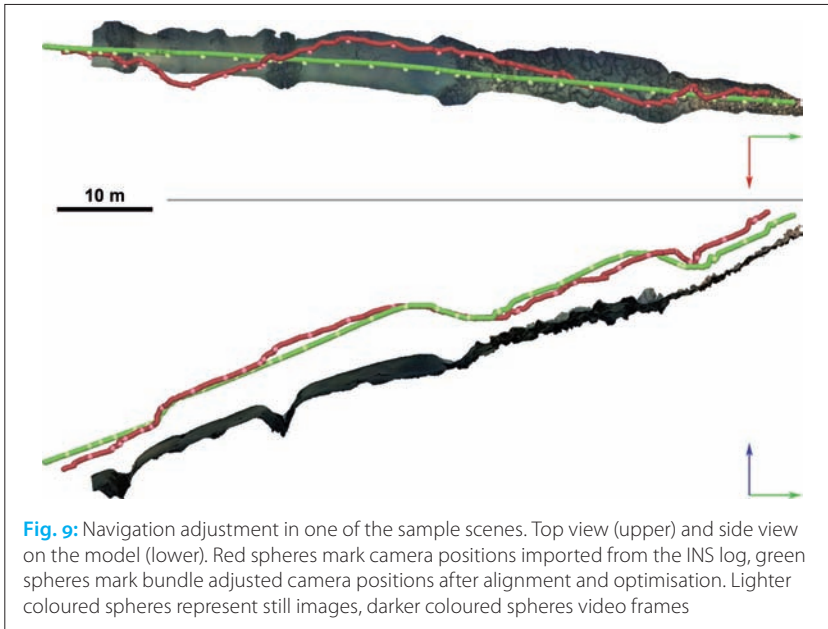 10 m
Fig. 9: Navigation adjustment in one of the sample scenes. Top view (upper) and side view
on the model (lower). Red spheres mark camera positions imported from the INS log, green
spheres mark bundle adjusted camera positions after alignment and optimisation. Lighter
coloured spheres represent still images, darker coloured spheres video frames